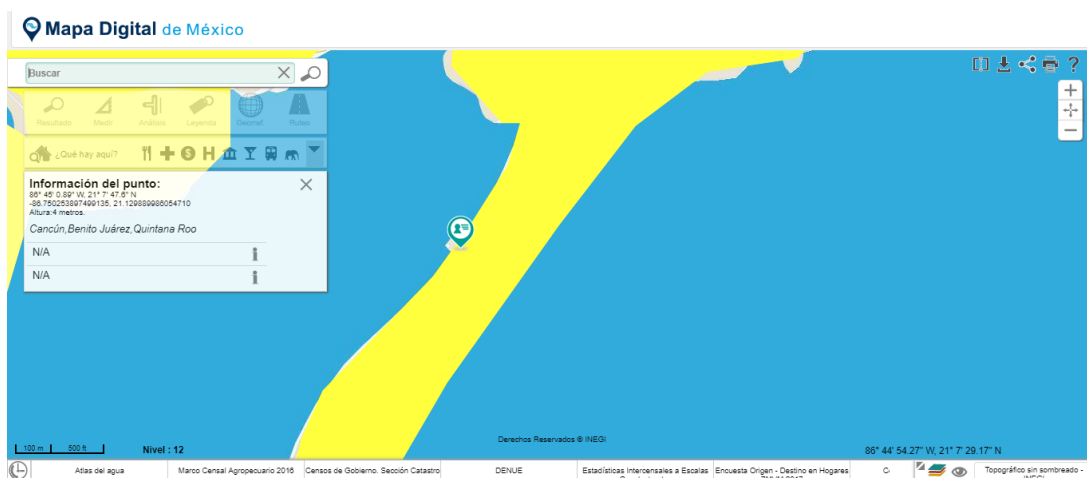 Mapa Digital de México
Buscar
Resultado Medir Análisis Leyenda Georref. Ruteo
¿Qué hay aquí?
Información del punto:
86° 45' 0.89" W, 21° 7' 47.6" N
-86.750253897499135, 21.129889986054710
Altura:4 metros.
Cancún,Benito Juárez,Quintana Roo
N/A
N/A
100 m 500 ft Nivel : 12
Derechos Reservados © INEGI
86° 44' 54.27" W, 21° 7' 29.17" N
Atlas del agua Marco Censal Agropecuario 2016 Censos de Gobierno. Sección Catastro DENUE Estadísticas Intercensales a Escalas Encuesta Origen - Destino en Hogares Topográfico sin sombreado -
INEGI